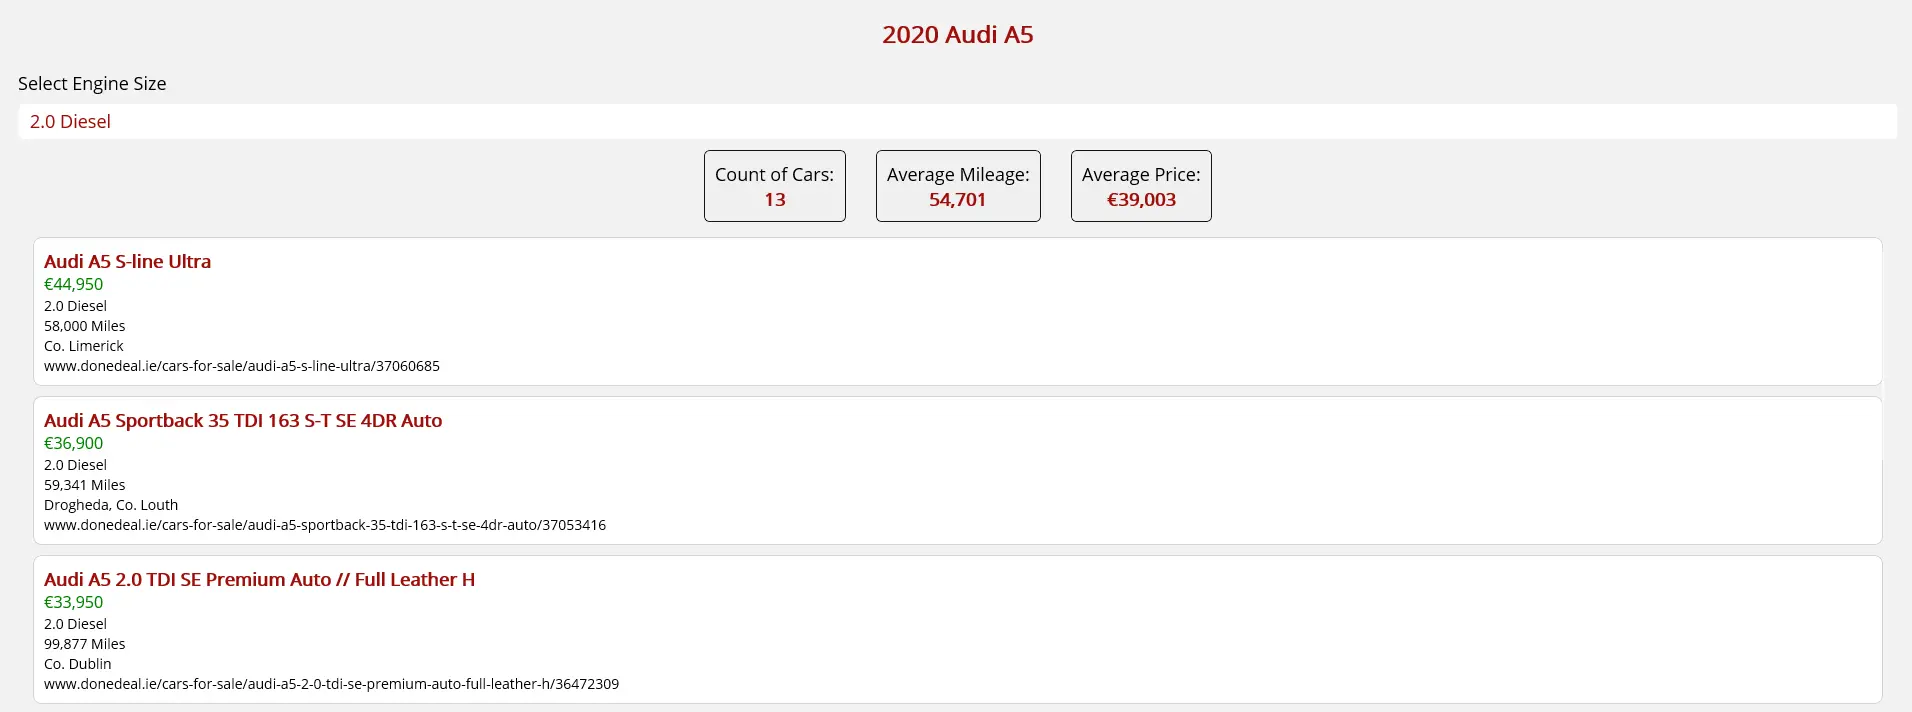 2020 Audi A5
Select Engine Size
2.0 Diesel
Count of Cars:
13
Average Mileage:
54,701
Average Price:
€39,003
Audi A5 S-line Ultra
€44,950
2.0 Diesel
58,000 Miles
Co. Limerick
www.donedeal.ie/cars-for-sale/audi-a5-s-line-ultra/37060685
Audi A5 Sportback 35 TDI 163 S-T SE 4DR Auto
€36,900
2.0 Diesel
59,341 Miles
Drogheda, Co. Louth
www.donedeal.ie/cars-for-sale/audi-a5-sportback-35-tdi-163-s-t-se-4dr-auto/37053416
Audi A5 2.0 TDI SE Premium Auto // Full Leather H
€33,950
2.0 Diesel
99,877 Miles
Co. Dublin
www.donedeal.ie/cars-for-sale/audi-a5-2-0-tdi-se-premium-auto-full-leather-h/36472309